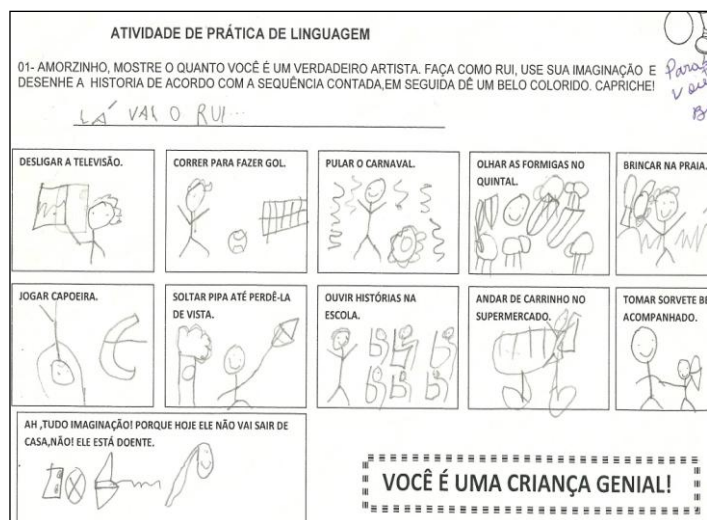 ATIVIDADE DE PRÁTICA DE LINGUAGEM
01- AMORZINHO, MOSTRE O QUANTO VOCÊ É UM VERDADEIRO ARTISTA. FAÇA COMO RUI, USE SUA IMAGINAÇÃO E
DESENHE A HISTORIA DE ACORDO COM A SEQUÊNCIA CONTADA,EM SEGUIDA DÊ UM BELO COLORIDO. CAPRICHE!
LÁ VAI O RUI...
DESLIGAR A TELEVISÃO.
CORRER PARA FAZER GOL.
PULAR O CARNAVAL.
OLHAR AS FORMIGAS NO
QUINTAL.
BRINCAR NA PRAIA.
JOGAR CAPOEIRA.
SOLTAR PIPA ATÉ PERDÊ-LA
DE VISTA.
OUVIR HISTÓRIAS NA
ESCOLA.
ANDAR DE CARRINHO NO
SUPERMERCADO.
TOMAR SORVETE BE
ACOMPANHADO.
AH ,TUDO IMAGINAÇÃO! PORQUE HOJE ELE NÃO VAI SAIR DE
CASA,NÃO! ELE ESTÁ DOENTE.
VOCÊ É UMA CRIANÇA GENIAL!